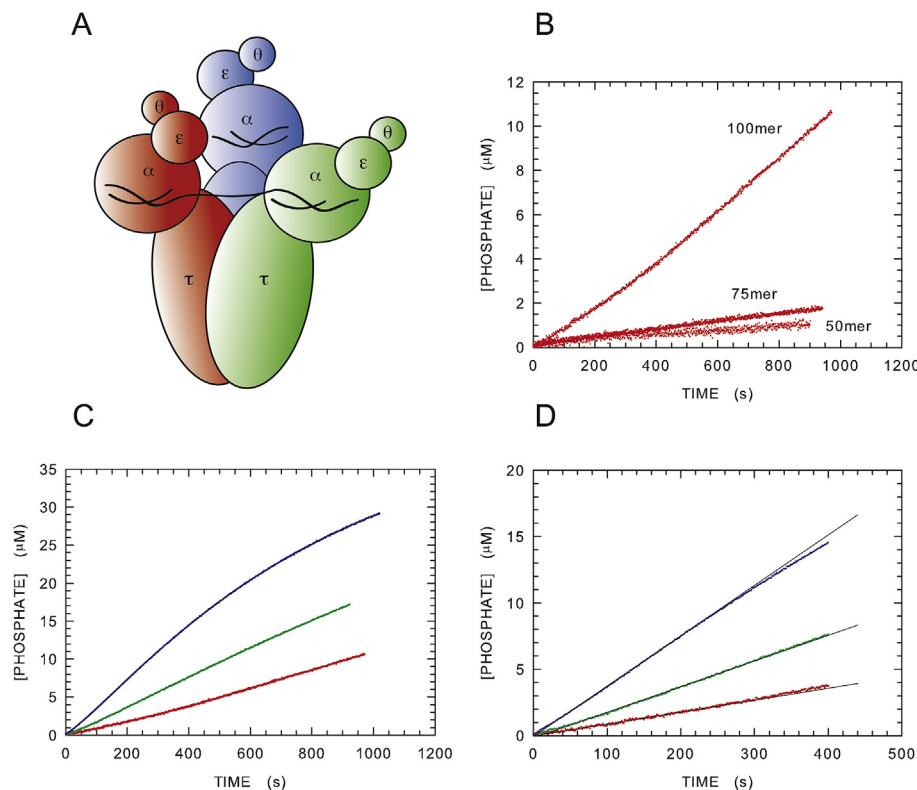 A
θ
ε
θ
ε
α
θ
ε
α
α
τ
τ
B
12
10
8
6
4
2
0
[PHOSPHATE] (μM)
100mer
75mer
50mer
0 200 400 600 800 1000 1200
TIME (s)
C
35
30
25
20
15
10
5
0
[PHOSPHATE] (μM)
0 200 400 600 800 1000 1200
TIME (s)
D
20
15
10
5
0
[PHOSPHATE] (μM)
0 100 200 300 400 500
TIME (s)